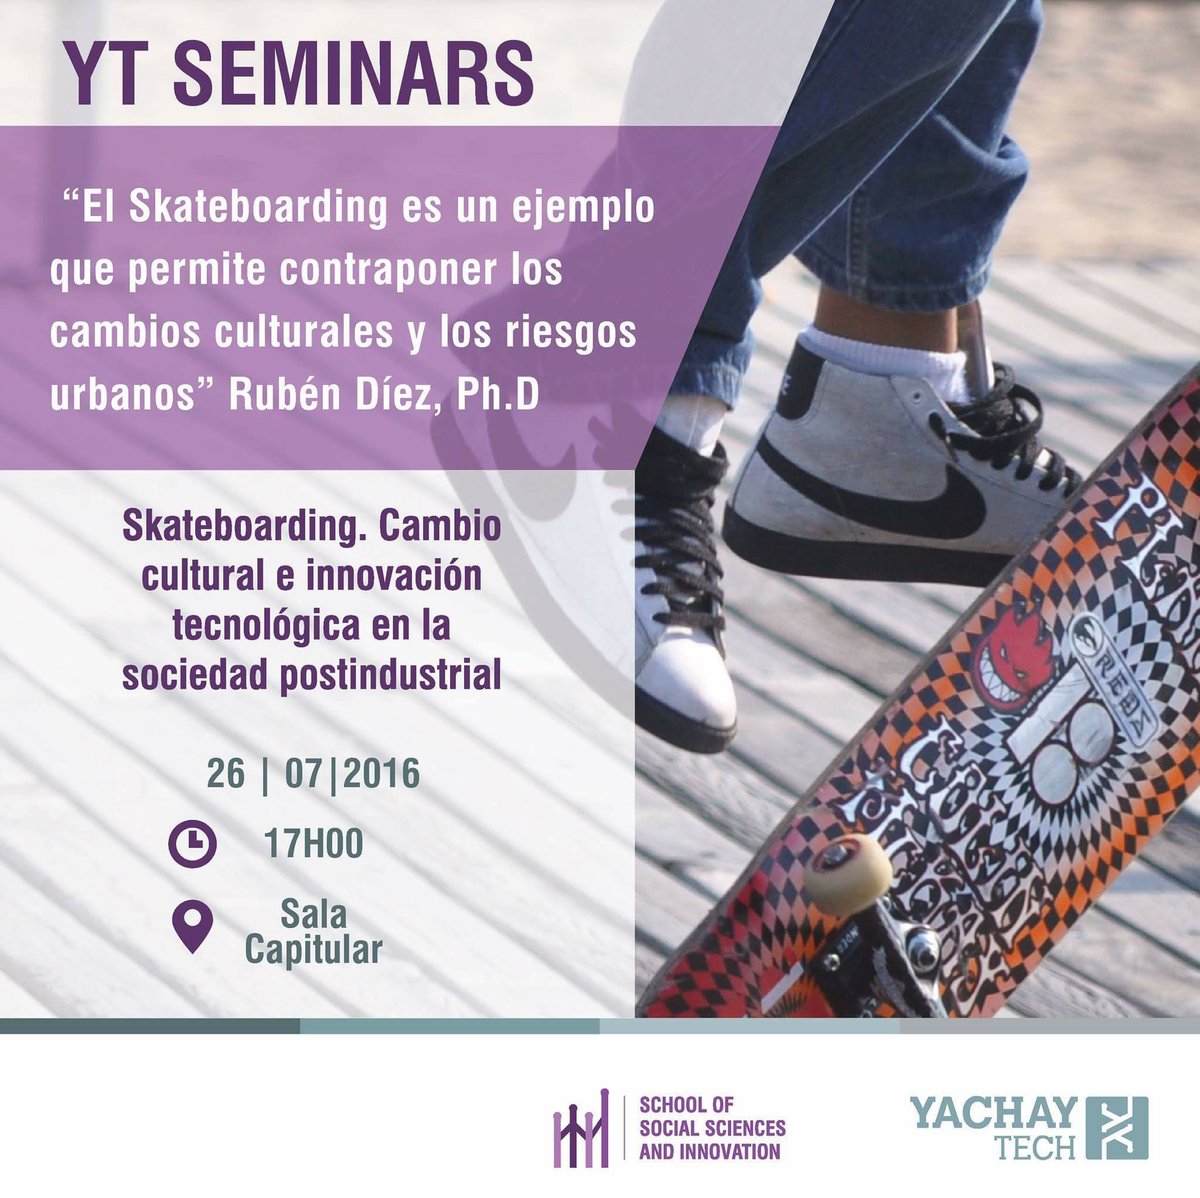 YT SEMINARS
“El Skateboarding es un ejemplo
que permite contraponer los
cambios culturales y los riesgos
urbanos” Rubén Díez, Ph.D
Skateboarding. Cambio
cultural e innovación
tecnológica en la
sociedad postindustrial
26 | 07|2016
17H00
Sala
Capitular
SCHOOL OF
SOCIAL SCIENCES
AND INNOVATION
YACHAY
TECH